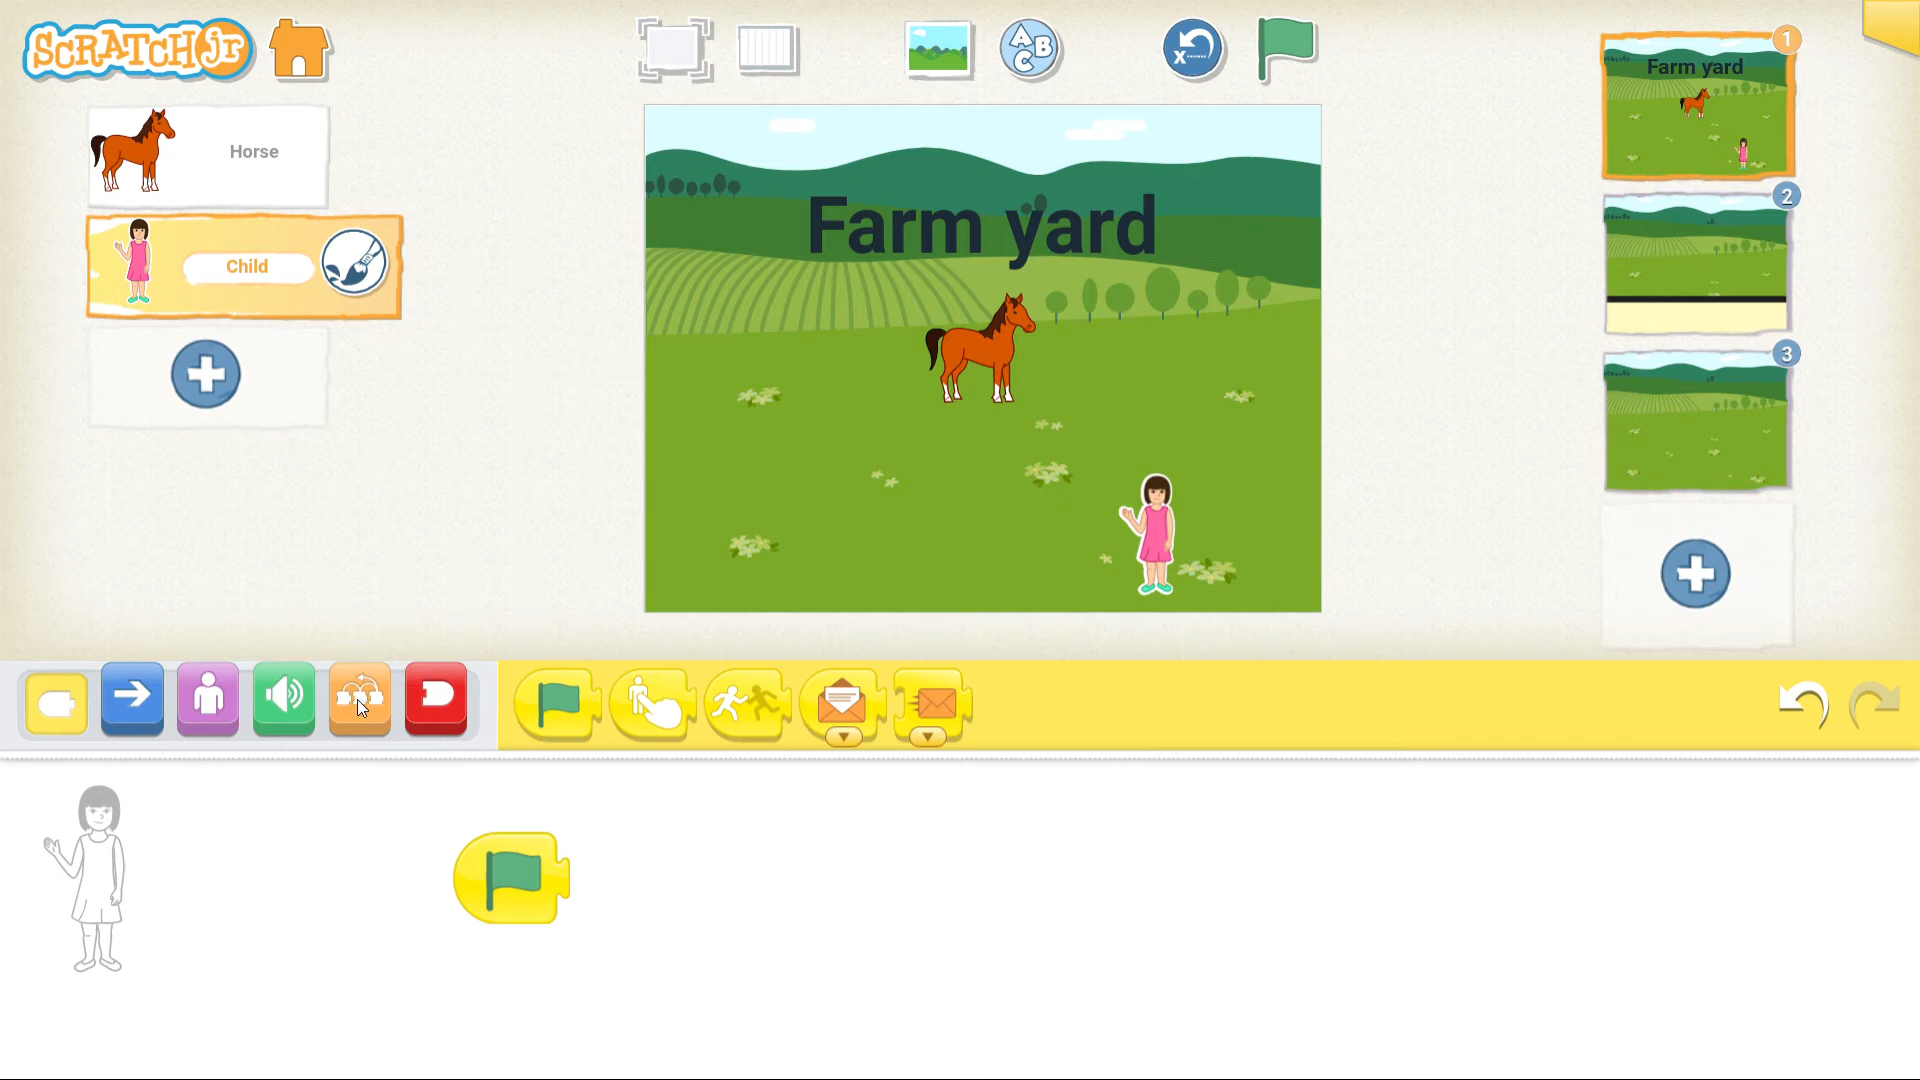 SCRATCHJr
Horse
Child
Farm yard
A B C
x
Farm yard
1
2
3